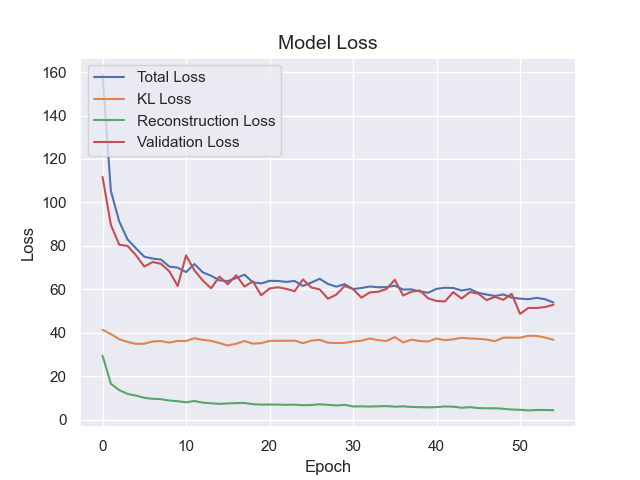 Model Loss
Total Loss
KL Loss
Reconstruction Loss
Validation Loss
160
140
120
100
80
60
40
20
0
Loss
0
10
20
30
40
50
Epoch